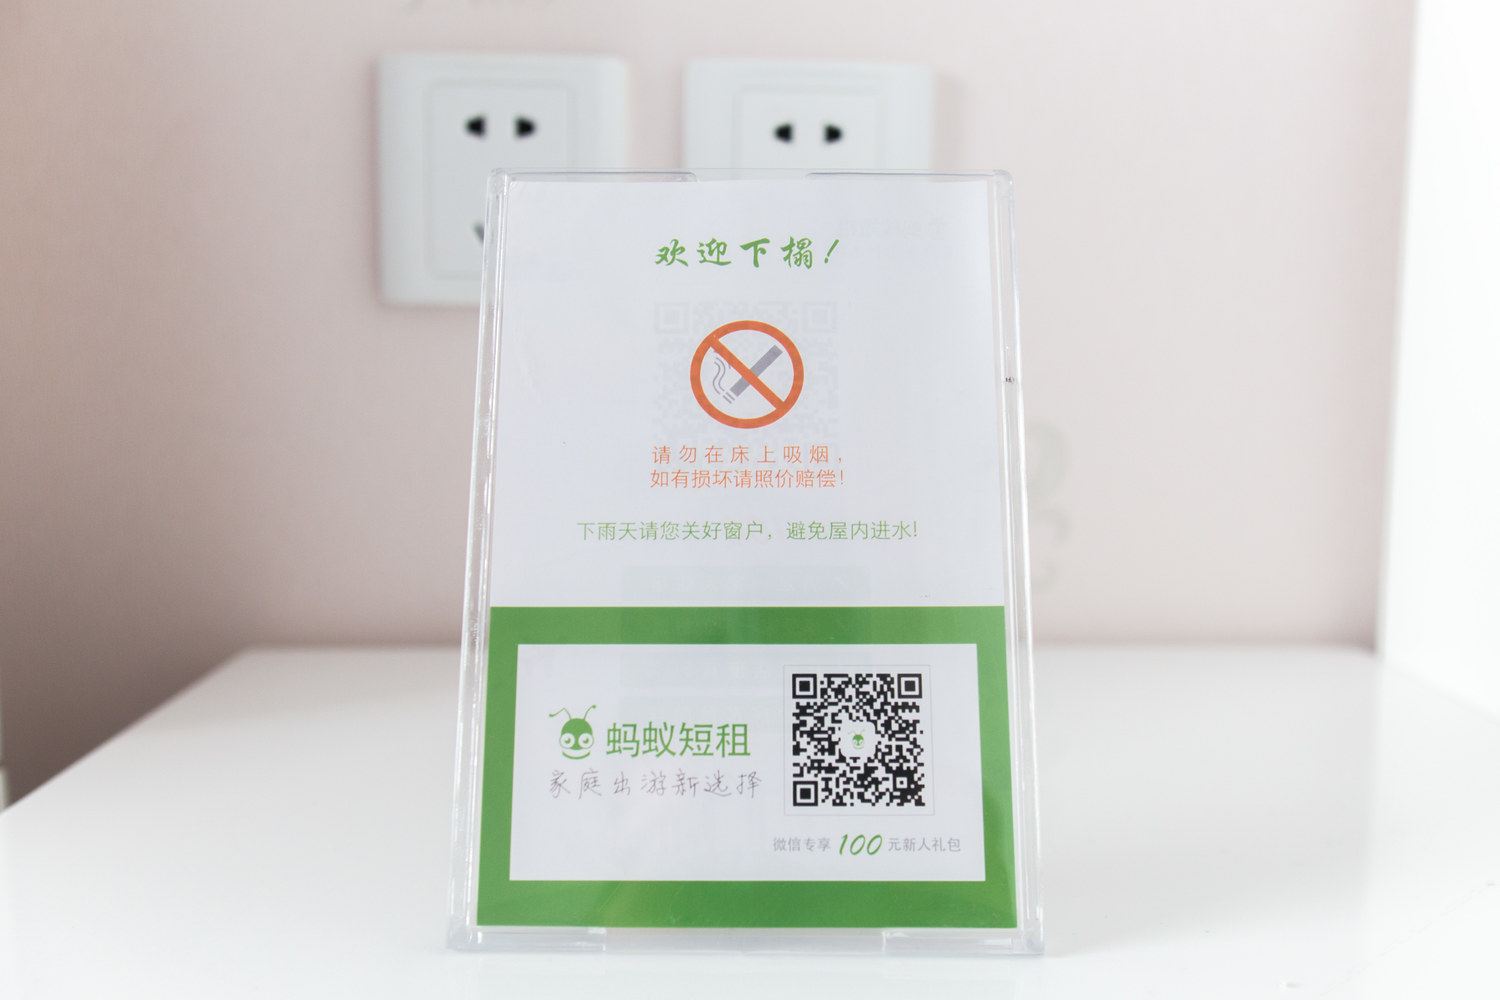 欢迎下榻!
请勿在床上吸烟，
如有损坏请照价赔偿!
下雨天请您关好窗户，避免屋内进水!
蚂蚁短租
家庭出游新选择
微信专享 100 元新人礼包